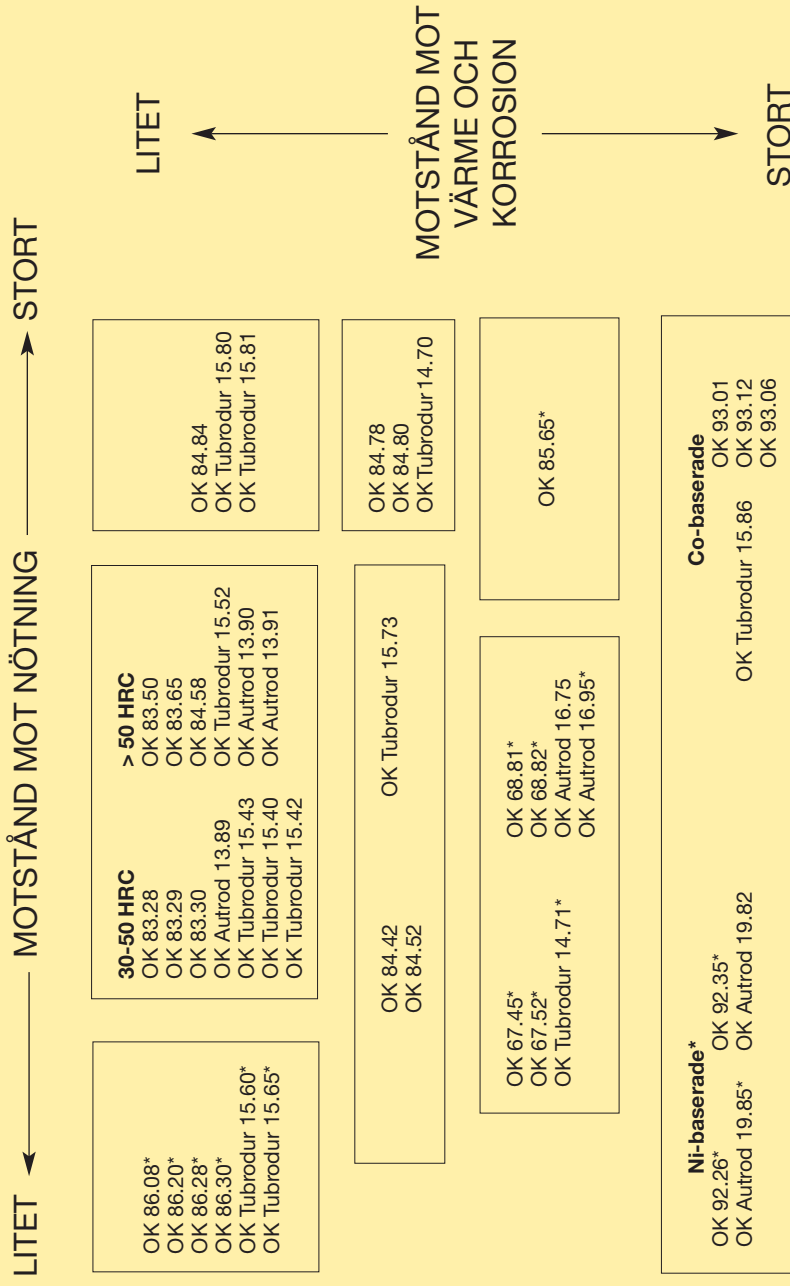 LITET MOTSTÅND MOT NÖTNING STORT
LITET
MOTSTÅND MOT
VÄRME OCH
KORROSION
STORT
OK 86.08*
OK 86.20*
OK 86.28*
OK 86.30*
OK Tubrodur 15.60*
OK Tubrodur 15.65*
30-50 HRC
OK 83.28
OK 83.29
OK 83.30
OK Autrod 13.89
OK Tubrodur 15.43
OK Tubrodur 15.40
OK Tubrodur 15.42
> 50 HRC
OK 83.50
OK 83.65
OK 84.58
OK Tubrodur 15.52
OK Autrod 13.90
OK Autrod 13.91
OK 84.84
OK Tubrodur 15.80
OK Tubrodur 15.81
OK 84.42
OK 84.52
OK Tubrodur 15.73
OK 84.78
OK 84.80
OKTubrodur 14.70
OK 67.45*
OK 67.52*
OK Tubrodur 14.71*
OK 68.81*
OK 68.82*
OK Autrod 16.75
OK Autrod 16.95*
OK 85.65*
Ni-baserade*
OK 92.26* OK 92.35*
OK Autrod 19.85* OK Autrod 19.82
Co-baserade
OK 93.01
OK Tubrodur 15.86 OK 93.12
OK 93.06